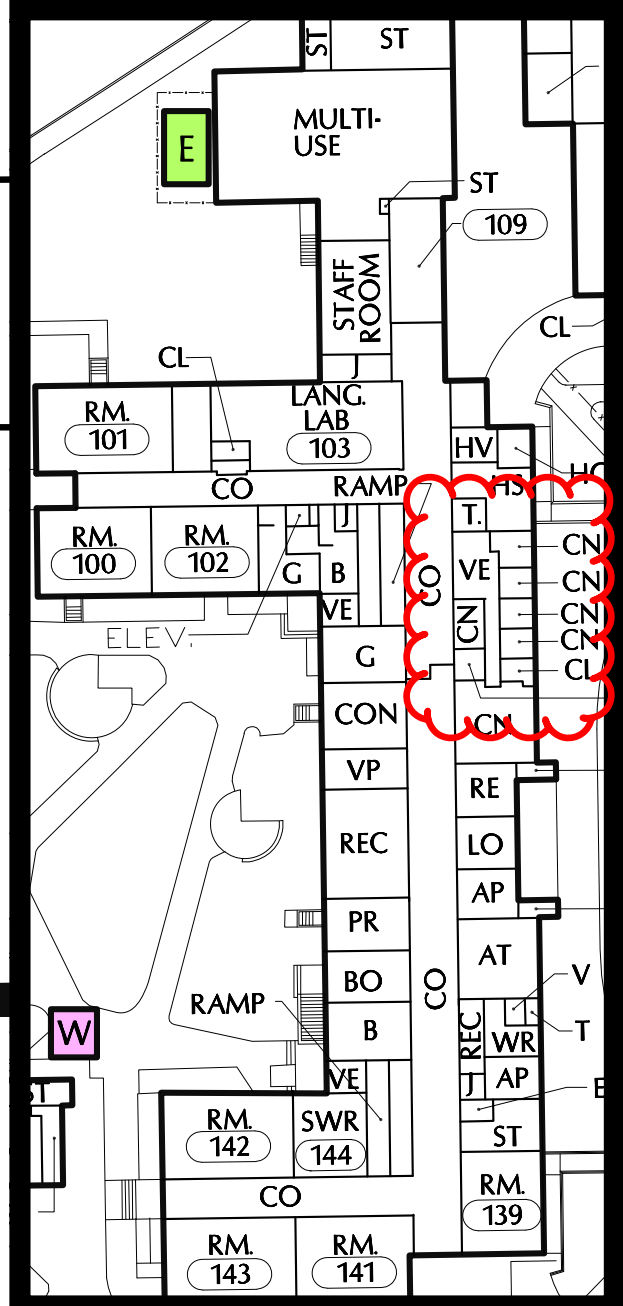 ST
ST
MULTI-
USE
E
ST
109
STAFF
ROOM
CL
CL
J
LANG.
LAB
103
RM.
101
HV
CO
RAMP
HS
T.
J
RM.
100
RM.
102
CN
G
B
CO
VE
CN
VE
CN
CN
ELEV.
CN
G
CL
CON
CN
VP
RE
REC
LO
AP
PR
AT
BO
CO
V
RAMP
W
B
REC
WR
T
VE
J
AP
RM.
142
SWR
144
ST
CO
RM.
139
RM.
143
RM.
141